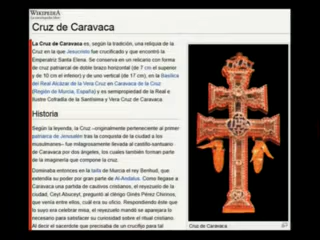 WIKIPEDIA
Cruz de Caravaca
La Cruz de Caravaca es, según la tradición, una reliquia de la
Cruz en la que Jesucristo fue crucificado y que encontró la
Emperatriz Santa Elena. Se conserva en un relicario con forma
de cruz patriarcal de doble brazo horizontal (de 7 cm el superior
y de 10 cm el inferior) y de uno vertical (de 17 cm), en la Basílica
del Real Alcázar de la Vera Cruz en Caravaca de la Cruz
(Región de Murcia, España) y es semipropiedad de la Real e
Ilustre Cofradía de la Santísima y Vera Cruz de Caravaca.
Historia
Según la leyenda, la Cruz –originalmente perteneciente al primer
patriarca de Jerusalén tras la conquista de la ciudad a los
musulmanes– fue milagrosamente llevada al castillo-santuario
de Caravaca por dos ángeles, los cuales también forman parte
de la imaginería que compone la cruz.
Dominaba entonces en la taifa de Murcia el rey Benhud, que
extendía su poder por gran parte de Al-Ándalus. Como llegase a
Caravaca una partida de cautivos cristianos, el reyezuelo de la
ciudad, Ceyt Abuceyt, preguntó al clérigo Ginés Pérez Chirinos,
que venía entre ellos, cuál era su oficio. Respondiendo éste que
lo suyo era celebrar misa, el reyezuelo mandó se aparejara lo
necesario para satisfacer su curiosidad sobre el ritual cristiano.
Al decir el sacerdote que precisaba de un crucifijo para tal
Cruz de Caravaca